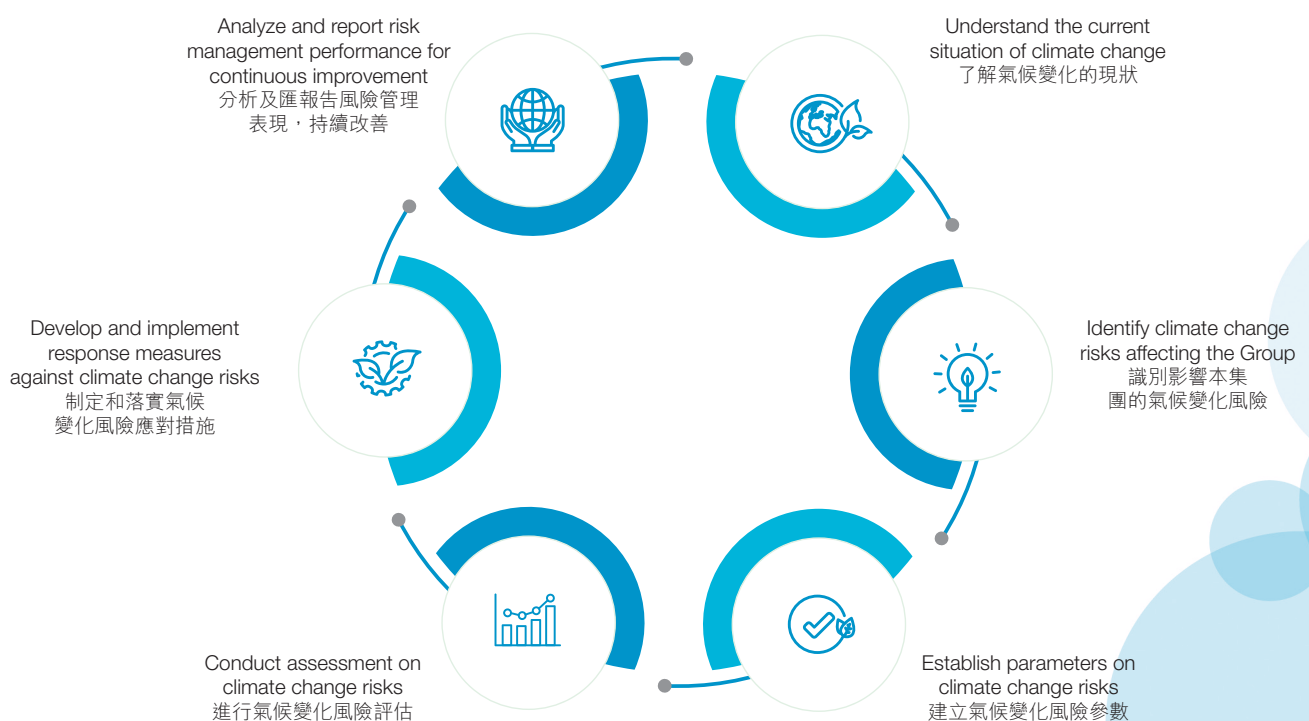 Analyze and report risk
management performance for
continuous improvement
分析及匯報告風險管理
表現，持續改善
Understand the current
situation of climate change
了解氣候變化的現狀
Identify climate change
risks affecting the Group
識別影響本集
團的氣候變化風險
Establish parameters on
climate change risks
建立氣候變化風險參數
Conduct assessment on
climate change risks
進行氣候變化風險評估
Develop and implement
response measures
against climate change risks
制定和落實氣候
變化風險應對措施